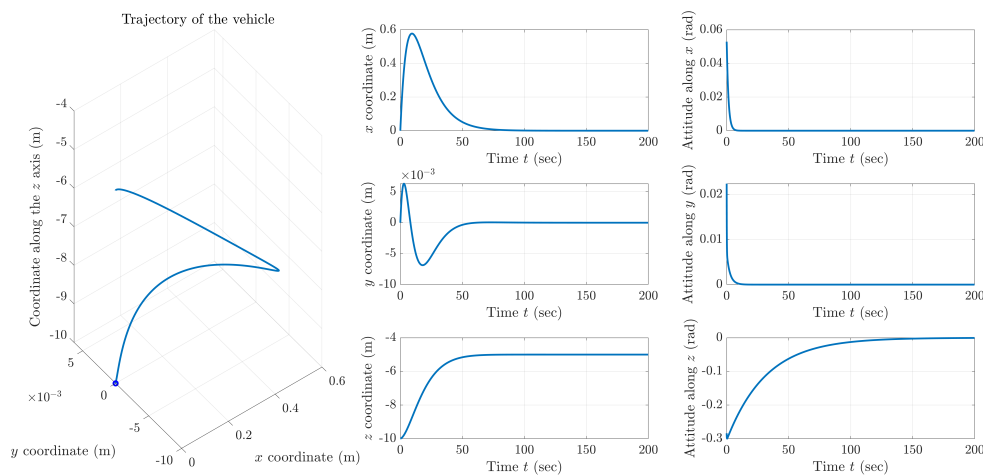 Trajectory of the vehicle
Coordinate along the z axis (m)
-4
-5
-6
-7
-8
-9
-10
5
0
-5
-10
×10⁻³
y coordinate (m)
0
0.2
0.4
0.6
x coordinate (m)
x coordinate (m)
0.6
0.4
0.2
0
0 50 100 150 200
Time t (sec)
Attitude along x (rad)
0.06
0.04
0.02
0
0 50 100 150 200
Time t (sec)
y coordinate (m)
×10⁻³
5
0
-5
-10
0 50 100 150 200
Time t (sec)
Attitude along y (rad)
0.02
0.01
0
0 50 100 150 200
Time t (sec)
z coordinate (m)
-4
-6
-8
-10
0 50 100 150 200
Time t (sec)
Attitude along z (rad)
0
-0.1
-0.2
-0.3
0 50 100 150 200
Time t (sec)